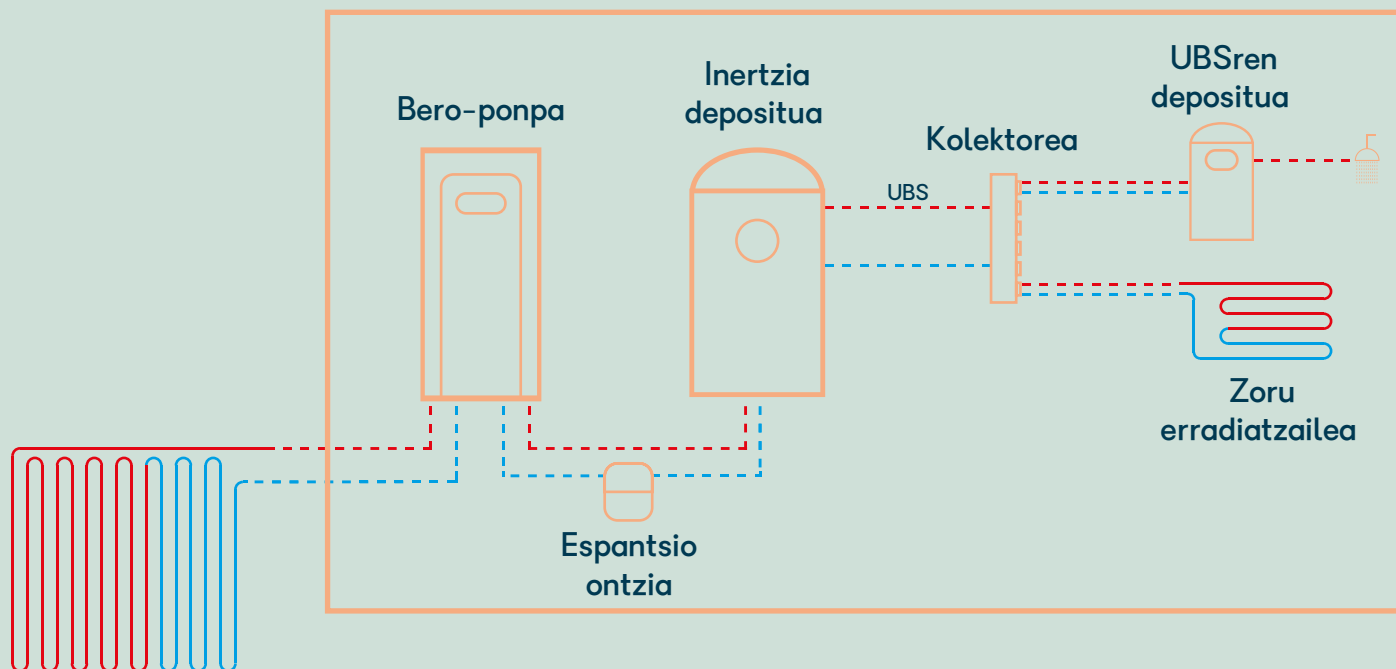 Bero-ponpa
Inertzia
depositua
UBS
Kolektorea
UBSren
depositua
Zoru
erradiatzailea
Espantsio
ontzia